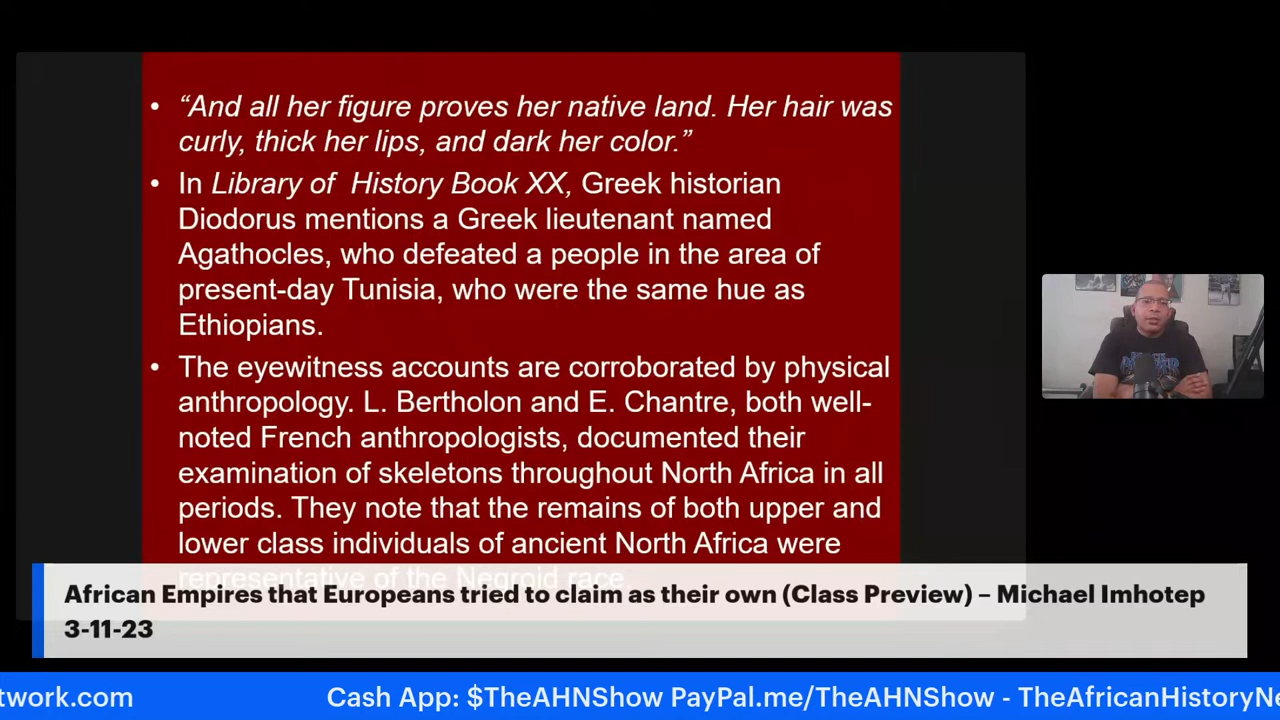 • “And all her figure proves her native land. Her hair was
curly, thick her lips, and dark her color.”
• In Library of History Book XX, Greek historian
Diodorus mentions a Greek lieutenant named
Agathocles, who defeated a people in the area of
present-day Tunisia, who were the same hue as
Ethiopians.
• The eyewitness accounts are corroborated by physical
anthropology. L. Bertholon and E. Chantre, both well-
noted French anthropologists, documented their
examination of skeletons throughout North Africa in all
periods. They note that the remains of both upper and
lower class individuals of ancient North Africa were
representative of the Negroid race.
African Empires that Europeans tried to claim as their own (Class Preview) – Michael Imhotep
3-11-23
twork.com Cash App: $TheAHNShow PayPal.me/TheAHNShow - TheAfricanHistoryNe